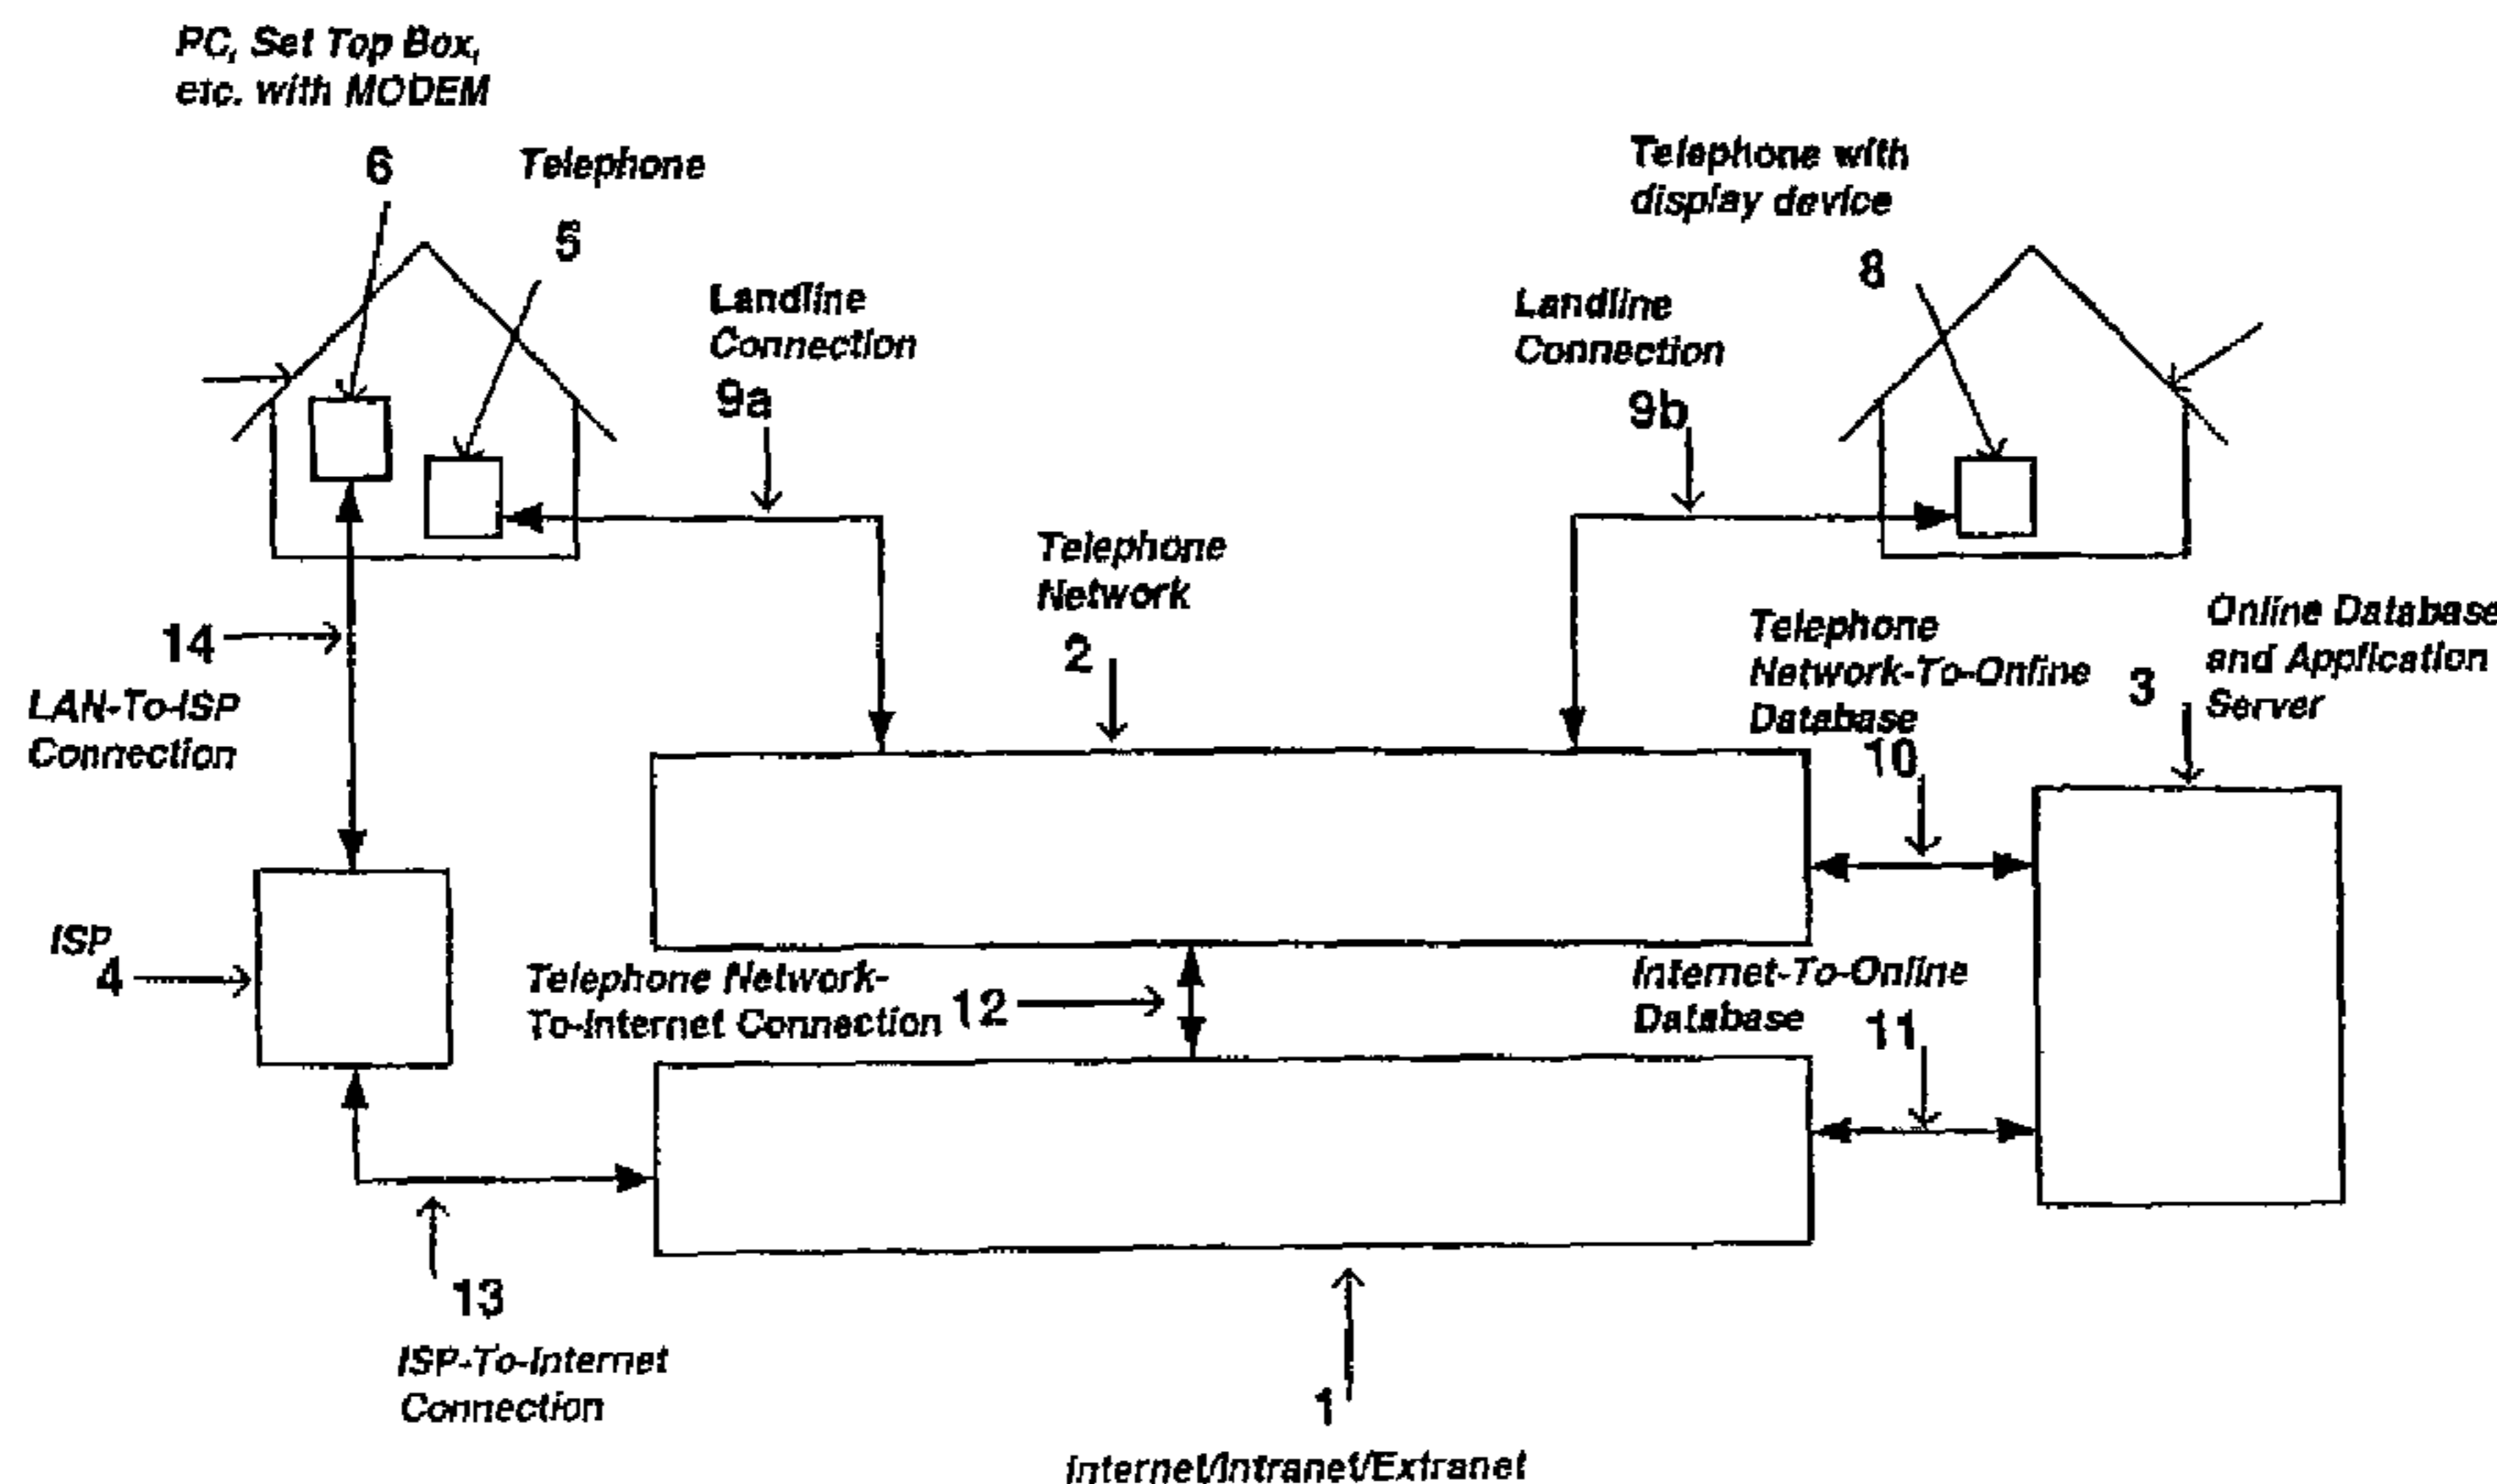 PC, Set Top Box,
etc. with MODEM
6
Telephone
5
Landline
Connection
9a
Telephone with
display device
8
Landline
Connection
9b
Telephone
Network
2
Telephone
Network-To-Online
Database
10
Online Database
and Application
Server
3
14
LAN-To-ISP
Connection
ISP
4
Telephone Network-
To-Internet Connection
12
Internet-To-Online
Database
11
13
ISP-To-Internet
Connection
1
Internet/Intranet/Extranet